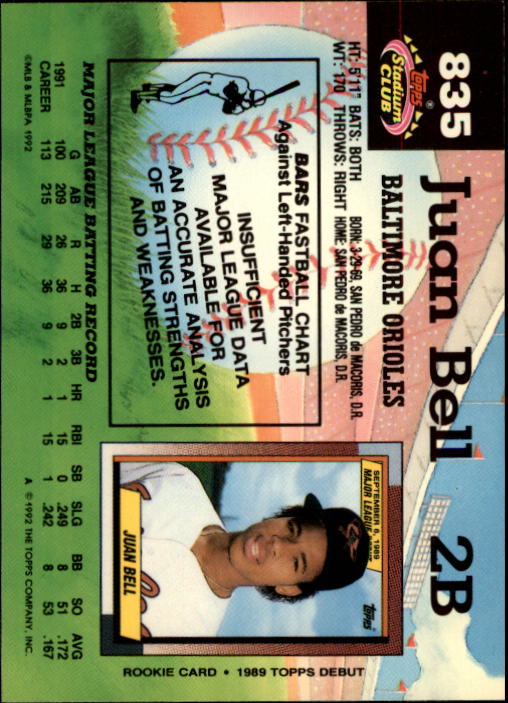 835
Topps®
Stadium
CLUB
Juan Bell 2B
BALTIMORE ORIOLES
HT: 5'11" BATS: BOTH BORN: 3-29-68, SAN PEDRO de MACORIS, D.R.
WT: 170 THROWS: RIGHT HOME: SAN PEDRO de MACORIS, D.R.
BARS FASTBALL CHART
Against Left-Handed Pitchers
INSUFFICIENT
MAJOR LEAGUE DATA
AVAILABLE FOR
AN ACCURATE ANALYSIS
OF BATTING STRENGTHS
AND WEAKNESSES.
SEPTEMBER 6, 1989
MAJOR LEAGUE DEBUT
Topps
JUAN BELL
ROOKIE CARD • 1989 TOPPS DEBUT
MAJOR LEAGUE BATTING RECORD
G AB R H 2B 3B HR RBI SB SLG BB SO AVG
1991 100 209 26 36 9 2 1 15 0 .249 8 51 .172
CAREER 113 215 29 36 9 2 1 15 1 .242 8 53 .167
©MLB & MLBPA 1992 A ©1992 THE TOPPS COMPANY, INC.